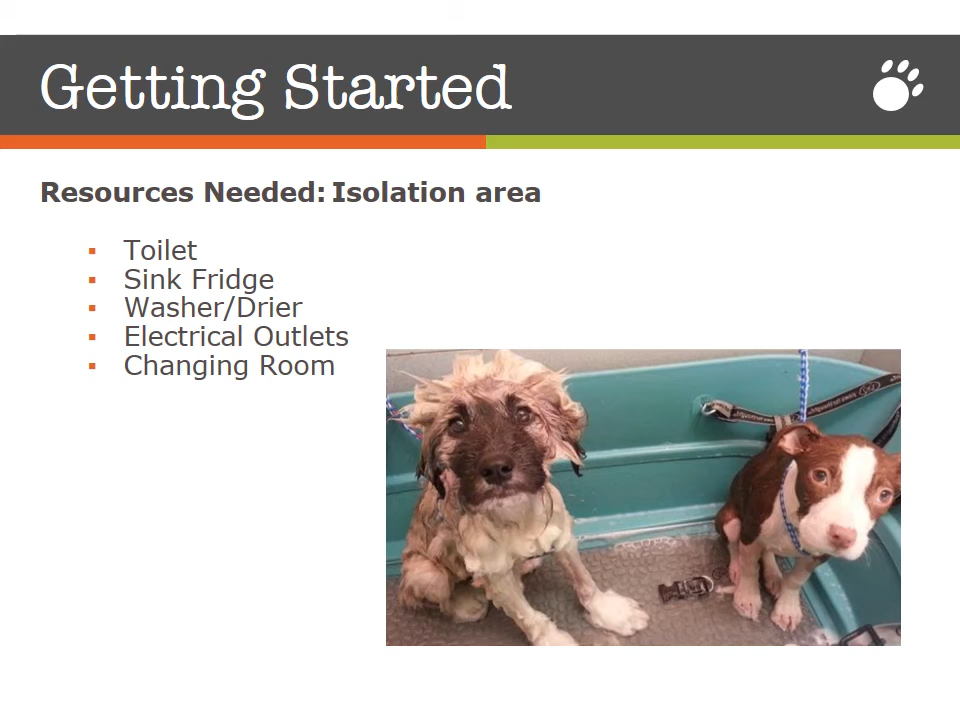 Getting Started
Resources Needed: Isolation area
Toilet
Sink Fridge
Washer/Drier
Electrical Outlets
Changing Room